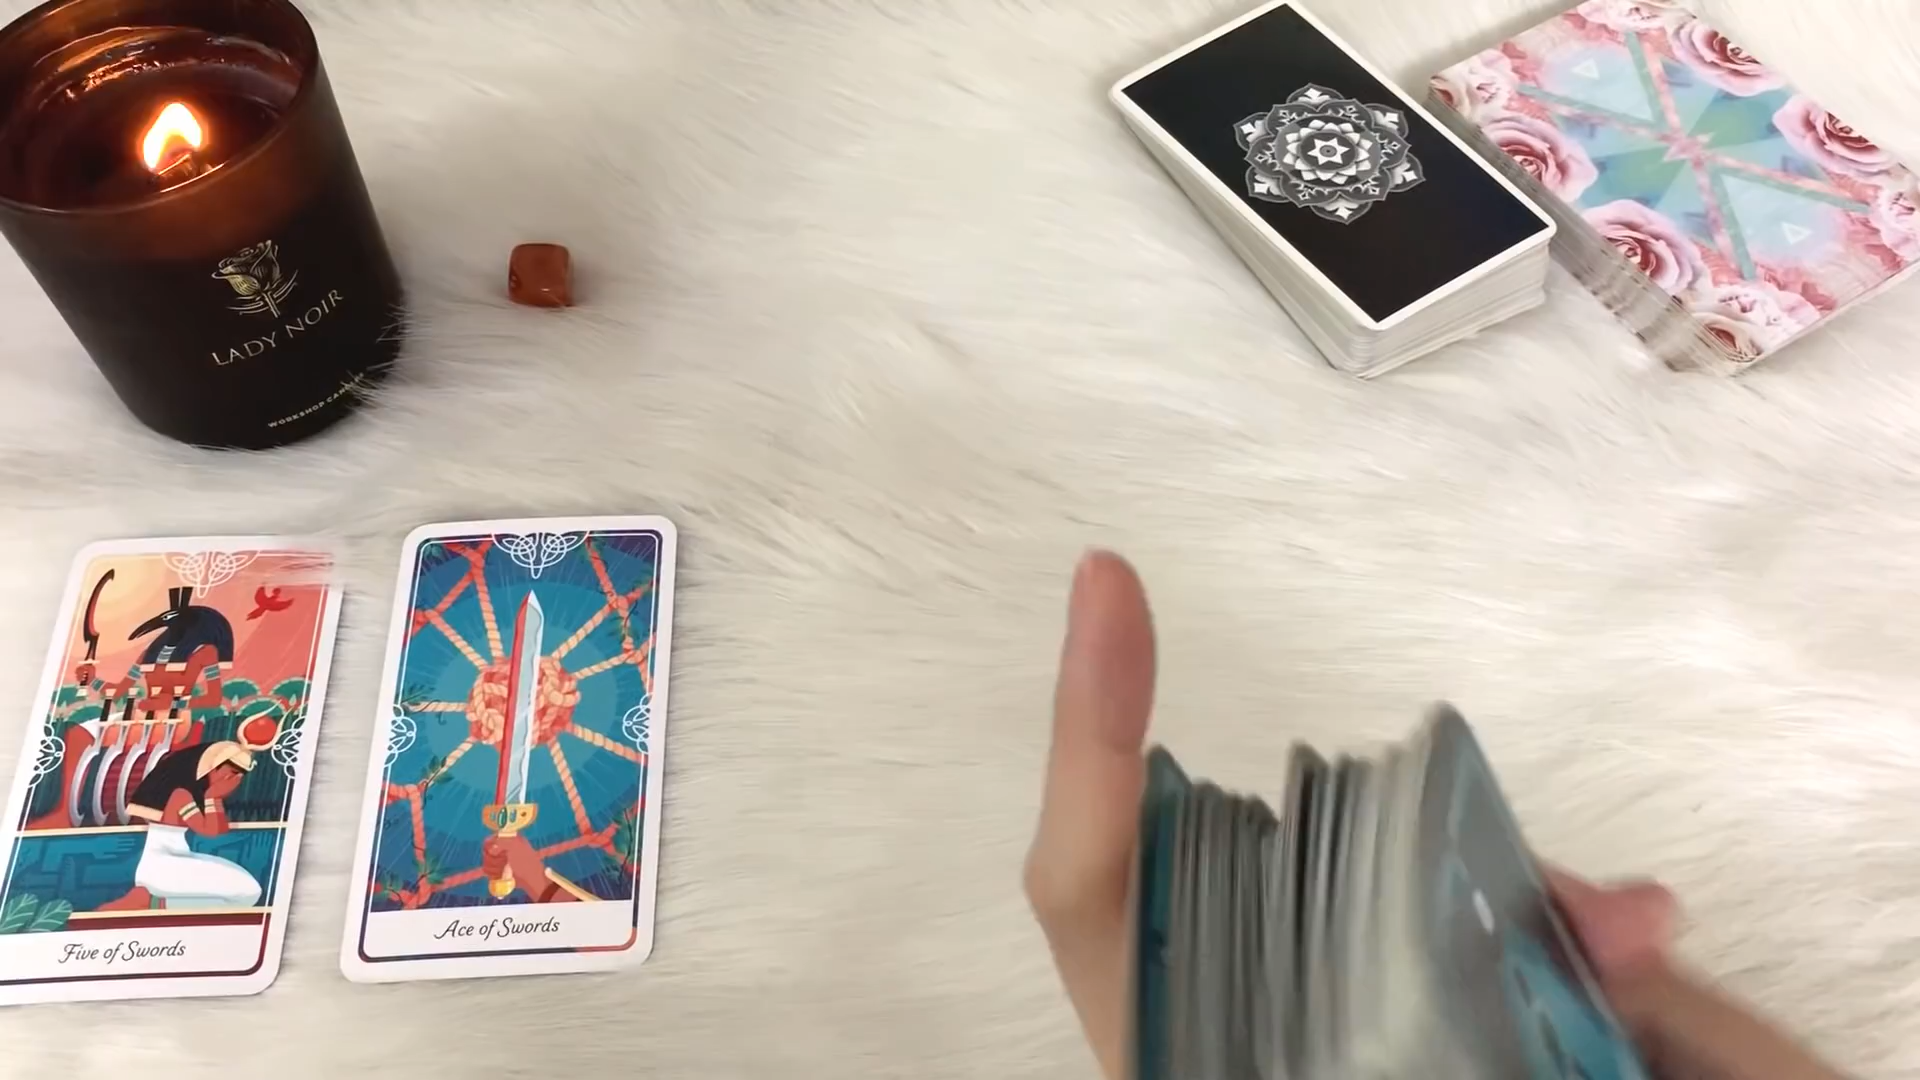 LADY NOIR
WORKSHOP CANDLES
Five of Swords
Ace of Swords